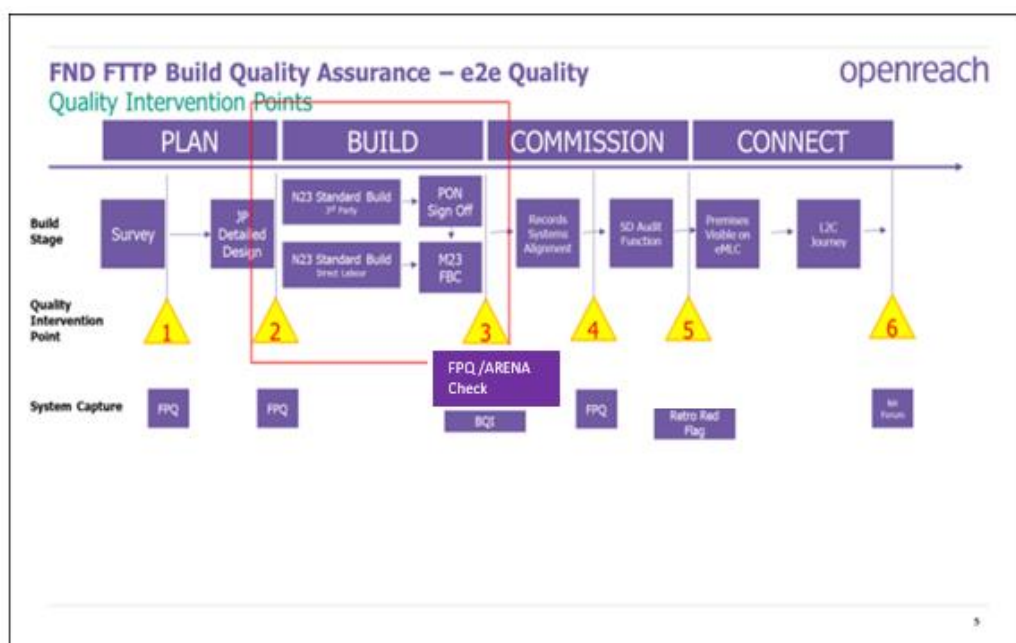 FND FTTP Build Quality Assurance – e2e Quality
openreach
Quality Intervention Points
PLAN
BUILD
COMMISSION
CONNECT
Build
Stage
Survey
JP
Detailed
Design
N23 Standard Build
3rd Party
N23 Standard Build
Direct Labour
PON
Sign Off
M23
FBC
Records
Systems
Alignment
SD Audit
Function
Premises
Visible on
eMLC
L2C
Journey
Quality
Intervention
Point
1
2
3
4
5
6
FPQ /ARENA
Check
System Capture
FPQ
FPQ
BQI
FPQ
Retro Red
Flag
Forum
5